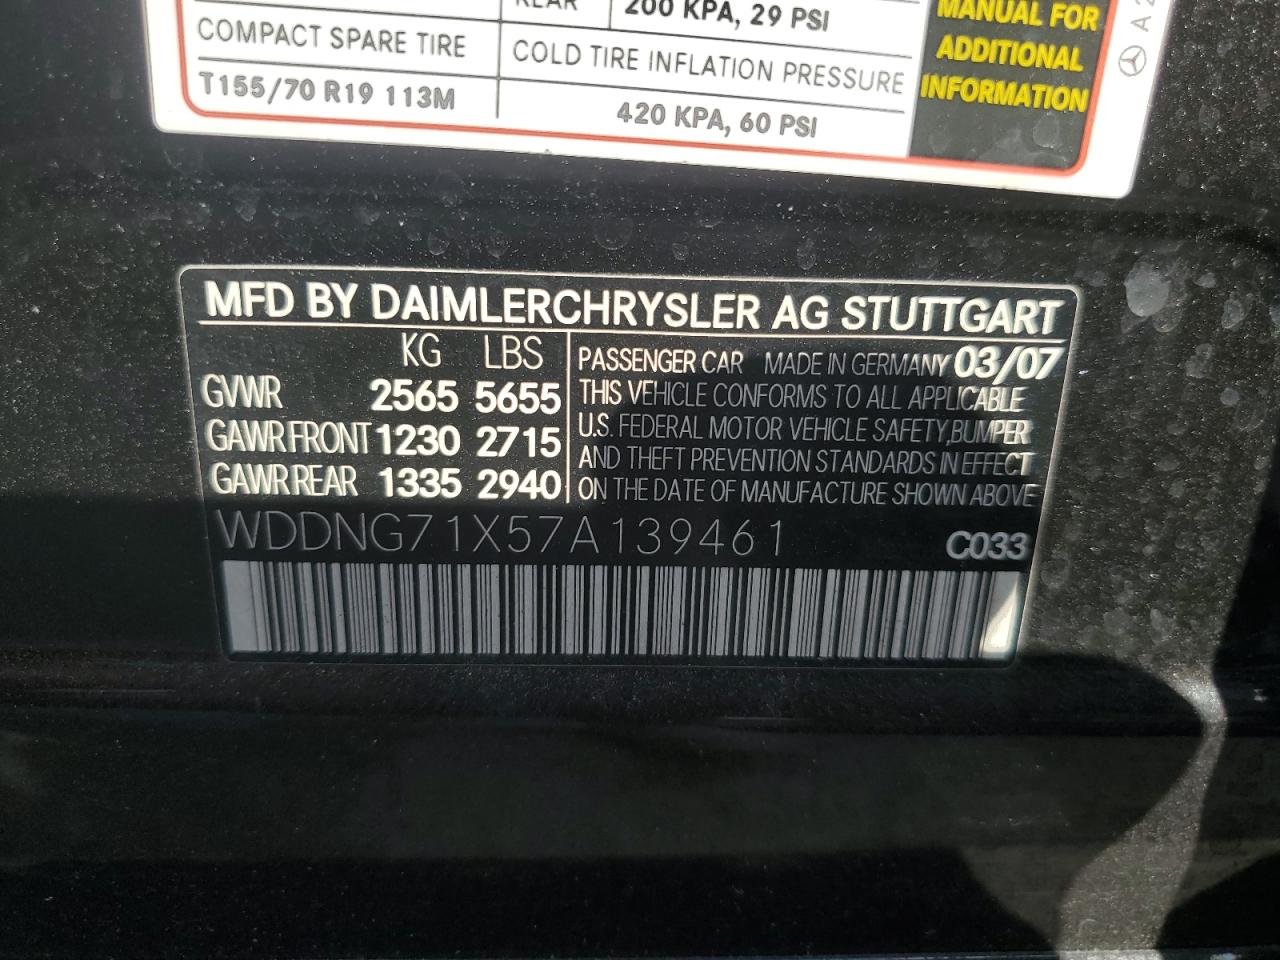 REAR 200 KPA, 29 PSI
COMPACT SPARE TIRE COLD TIRE INFLATION PRESSURE
T155/70 R19 113M 420 KPA, 60 PSI
MANUAL FOR
ADDITIONAL
INFORMATION
A 2
MFD BY DAIMLERCHRYSLER AG STUTTGART
KG LBS
GVWR 2565 5655
GAWR FRONT 1230 2715
GAWR REAR 1335 2940
PASSENGER CAR MADE IN GERMANY 03/07
THIS VEHICLE CONFORMS TO ALL APPLICABLE
U.S. FEDERAL MOTOR VEHICLE SAFETY, BUMPER
AND THEFT PREVENTION STANDARDS IN EFFECT
ON THE DATE OF MANUFACTURE SHOWN ABOVE
WDDNG71X57A139461 C033